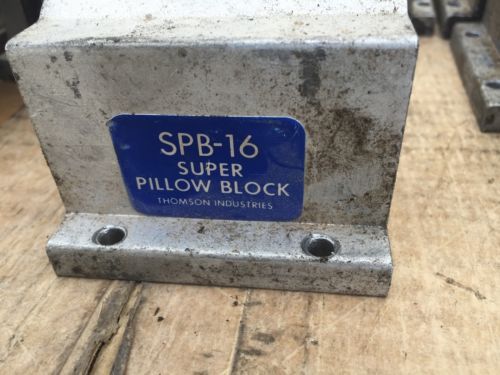 SPB-16
SUPER
PILLOW BLOCK
THOMSON INDUSTRIES